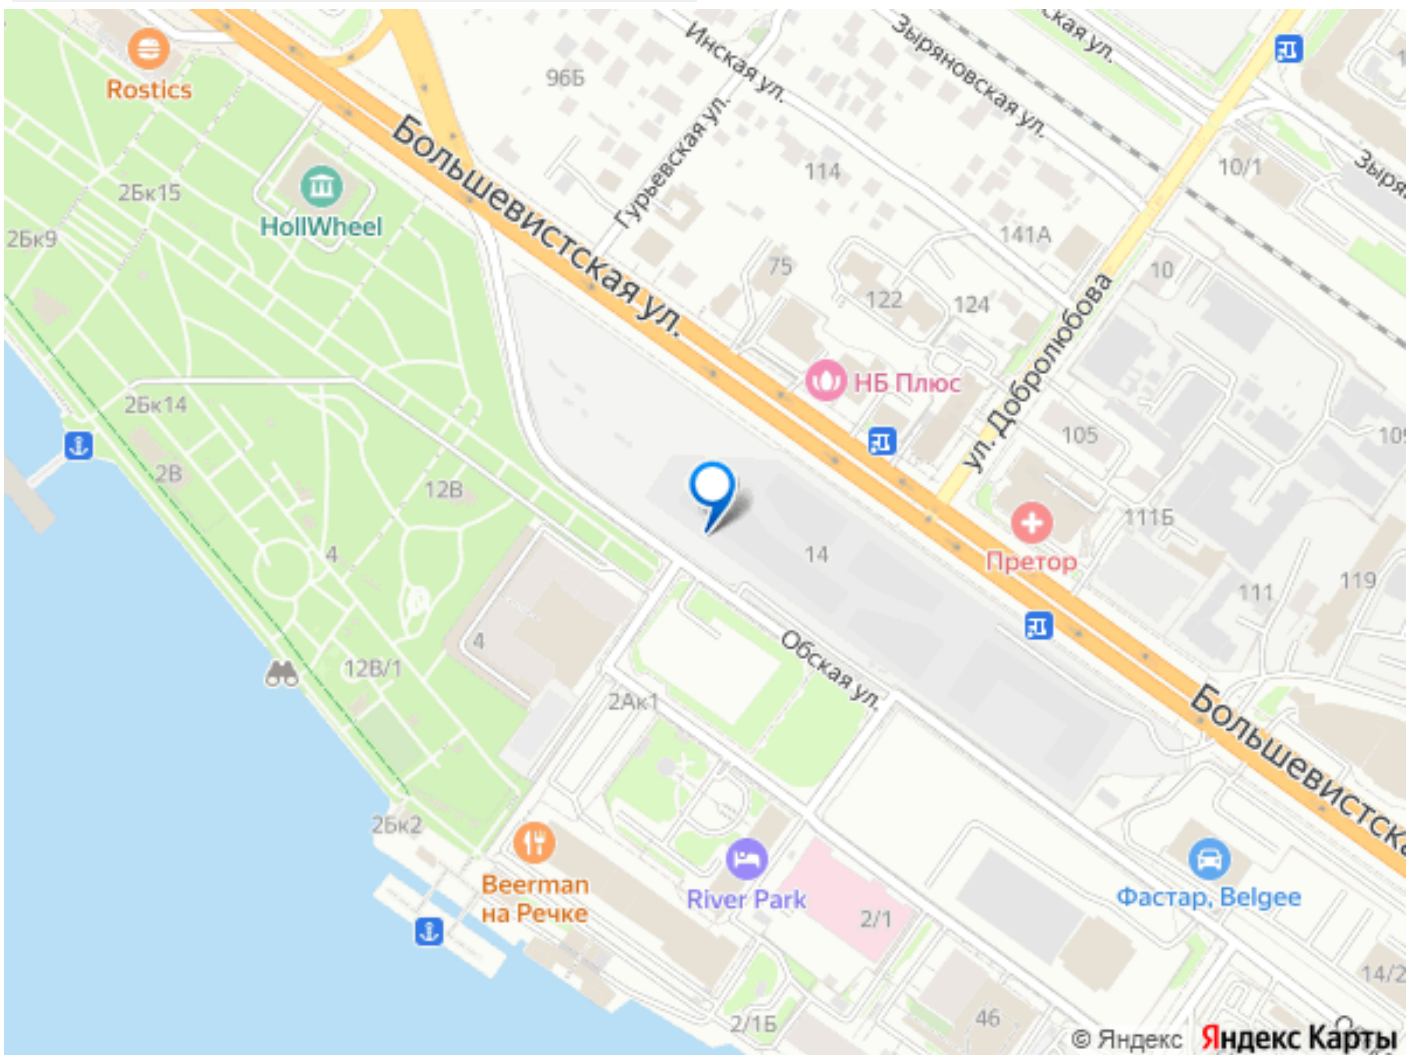 Rostics
96Б
Инская ул.
Зыряновская ул.
ская ул.
Большевистская ул.
Гурьевская ул.
114
10/1
Зыря
2Бк15
HollWheel
2Бк9
141А
75
122
124
10
ул. Добролюбова
НБ Плюс
2Бк14
105
109
2В
12В
111Б
Претор
4
14
111
119
4
Обская ул.
12В/1
2Ак1
Большевистска
2Бк2
Beerman
на Речке
River Park
2/1
Фастар, Belgee
14/2
46
2/1Б
© Яндекс
Яндекс Карты